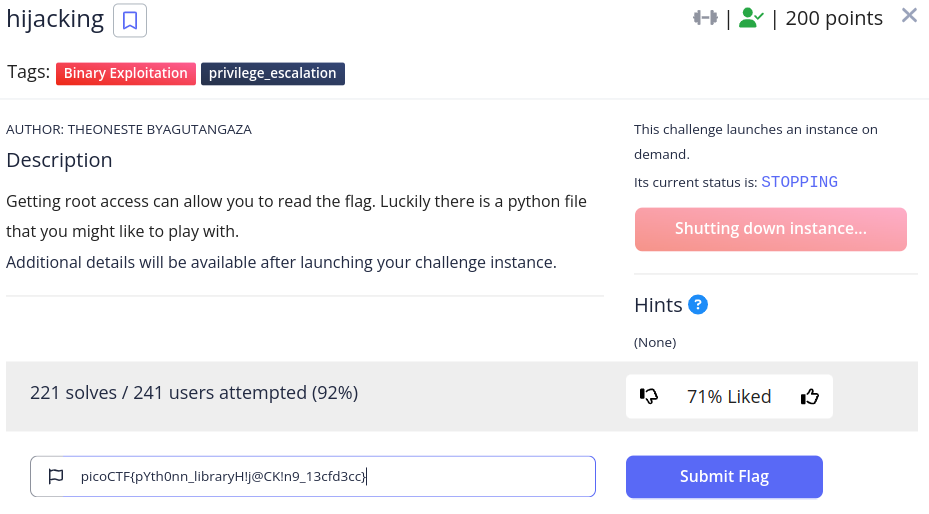 hijacking
| | 200 points
Tags: Binary Exploitation privilege_escalation
AUTHOR: THEONESTE BYAGUTANGAZA
Description
Getting root access can allow you to read the flag. Luckily there is a python file
that you might like to play with.
Additional details will be available after launching your challenge instance.
This challenge launches an instance on
demand.
Its current status is: STOPPING
Shutting down instance...
Hints ?
(None)
221 solves / 241 users attempted (92%)
71% Liked
picoCTF{pYth0nn_libraryH!j@CK!n9_13cfd3cc}
Submit Flag